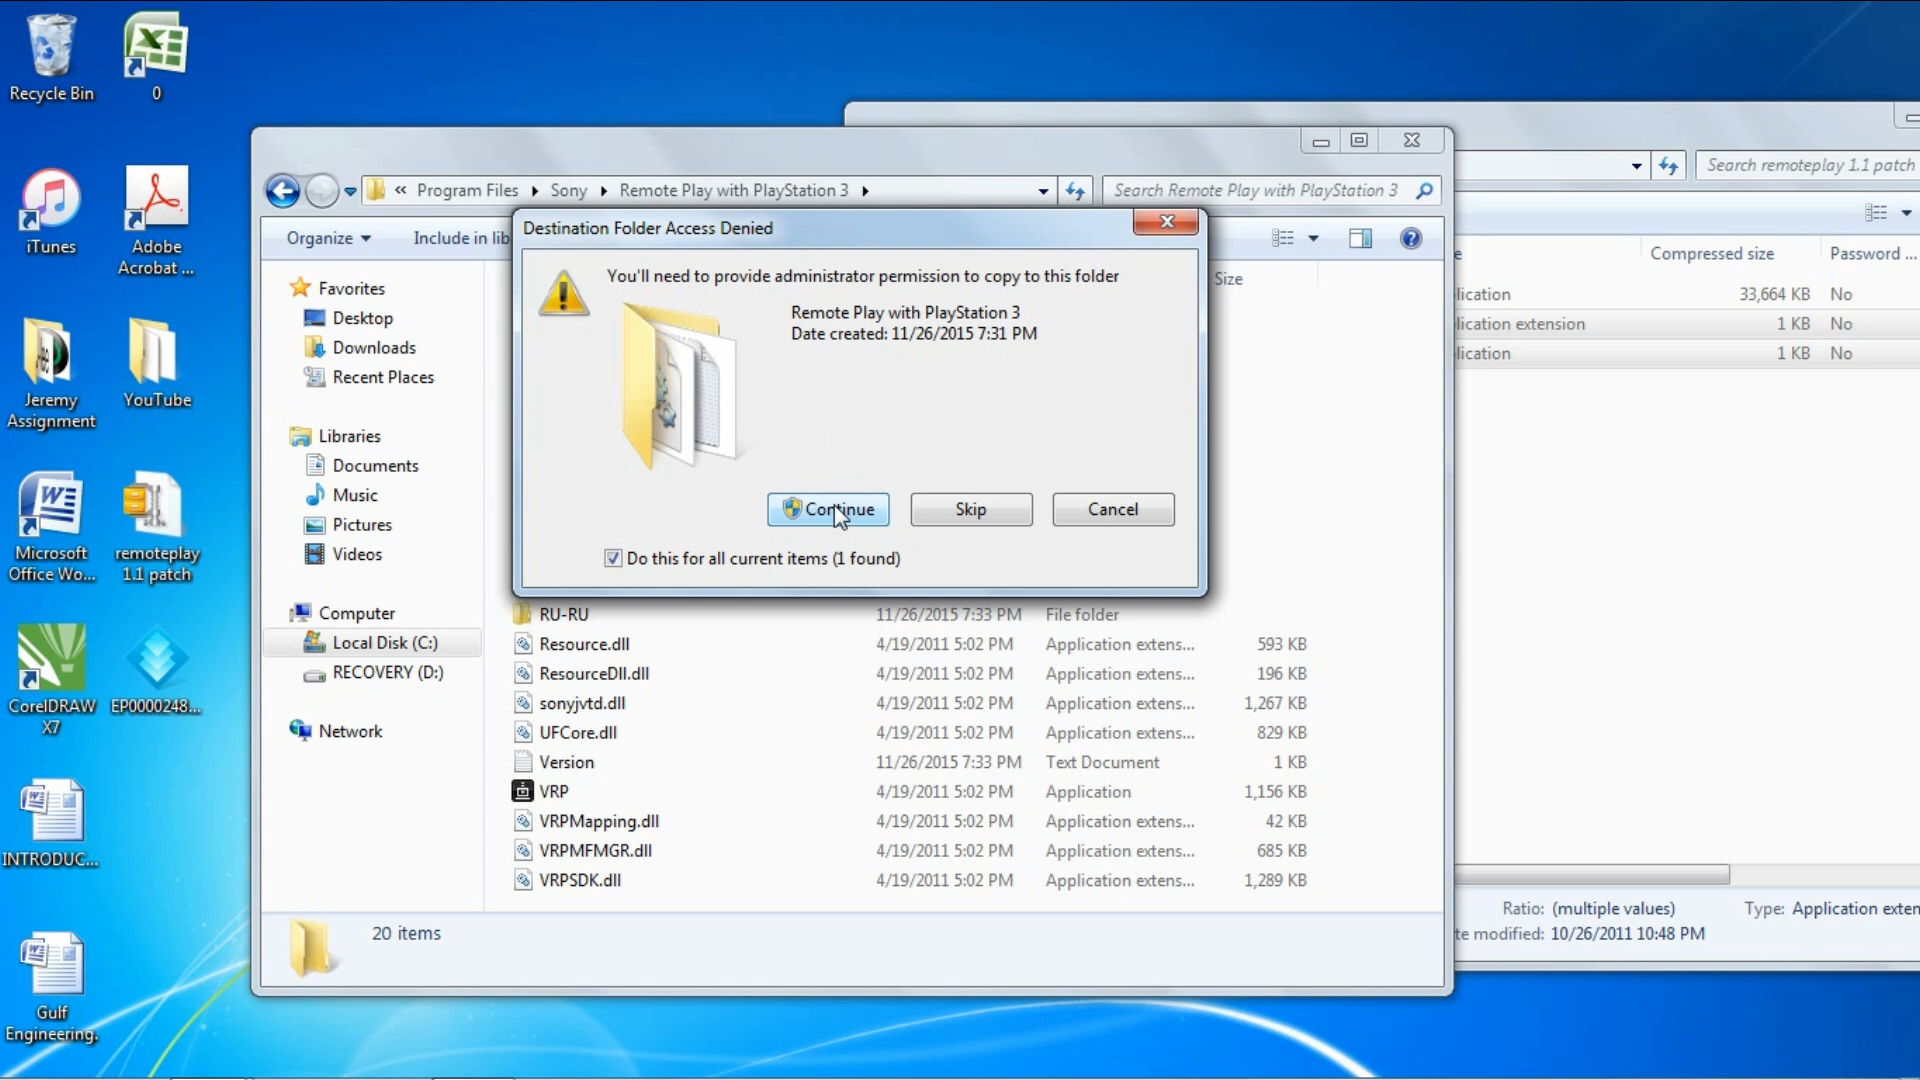 Recycle Bin
0
iTunes
Adobe
Acrobat ...
Jeremy
Assignment
YouTube
Microsoft
Office Wo...
remoteplay
1.1 patch
CorelDRAW
X7
EP0000248...
INTRODUC...
Gulf
Engineering.
« Program Files Sony Remote Play with PlayStation 3
Search Remote Play with PlayStation 3
Organize
Include in lib
Size
Favorites
Desktop
Downloads
Recent Places
Libraries
Documents
Music
Pictures
Videos
Computer
Local Disk (C:)
RECOVERY (D:)
Network
Destination Folder Access Denied
You'll need to provide administrator permission to copy to this folder
Remote Play with PlayStation 3
Date created: 11/26/2015 7:31 PM
Continue
Skip
Cancel
Do this for all current items (1 found)
RU-RU 11/26/2015 7:33 PM File folder
Resource.dll 4/19/2011 5:02 PM Application extens... 593 KB
ResourceDll.dll 4/19/2011 5:02 PM Application extens... 196 KB
sonyjvtd.dll 4/19/2011 5:02 PM Application extens... 1,267 KB
UFCore.dll 4/19/2011 5:02 PM Application extens... 829 KB
Version 11/26/2015 7:33 PM Text Document 1 KB
VRP 4/19/2011 5:02 PM Application 1,156 KB
VRPMapping.dll 4/19/2011 5:02 PM Application extens... 42 KB
VRPMFMGR.dll 4/19/2011 5:02 PM Application extens... 685 KB
VRPSDK.dll 4/19/2011 5:02 PM Application extens... 1,289 KB
20 items
Search remoteplay 1.1 patch
e Compressed size Password ...
lication 33,664 KB No
lication extension 1 KB No
lication 1 KB No
Ratio: (multiple values) Type: Application exten
te modified: 10/26/2011 10:48 PM